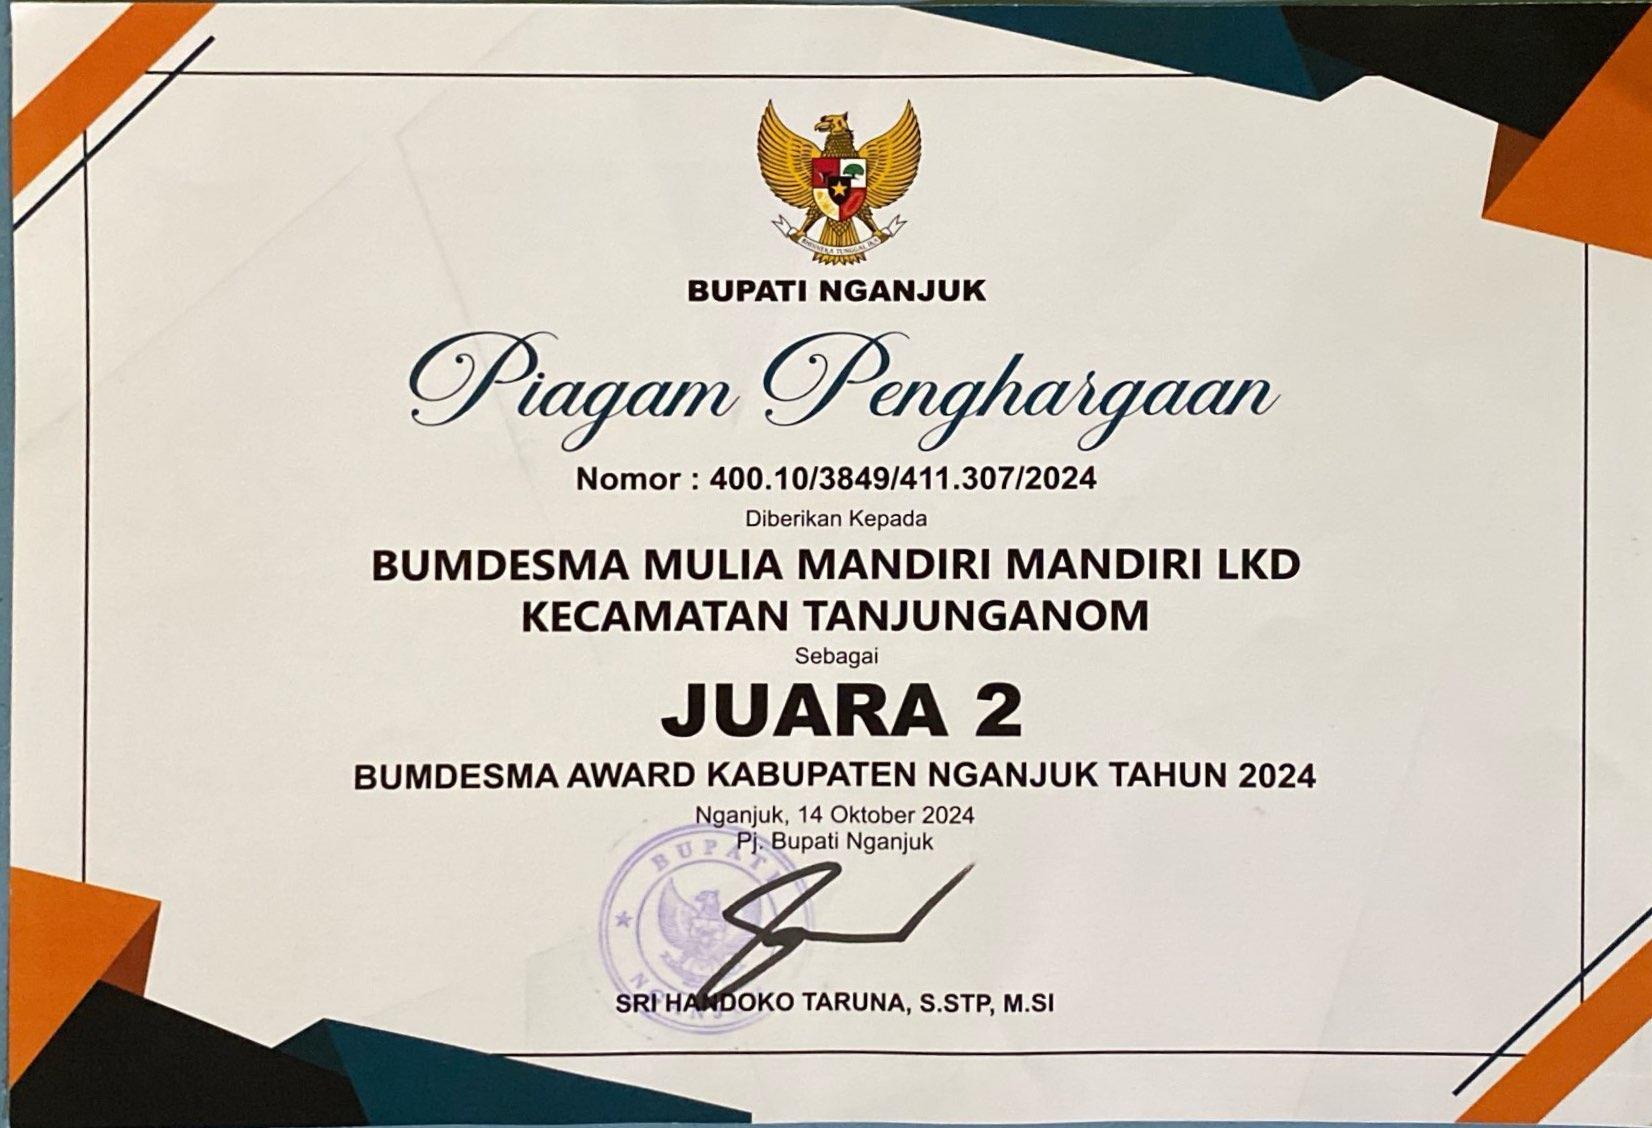 BHINNEKA TUNGGAL IKA
BUPATI NGANJUK
Piagam Penghargaan
Nomor : 400.10/3849/411.307/2024
Diberikan Kepada
BUMDESMA MULIA MANDIRI MANDIRI LKD
KECAMATAN TANJUNGANOM
Sebagai
JUARA 2
BUMDESMA AWARD KABUPATEN NGANJUK TAHUN 2024
Nganjuk, 14 Oktober 2024
Pj. Bupati Nganjuk
BUPATI
NGANJUK
SRI HANDOKO TARUNA, S.STP, M.SI